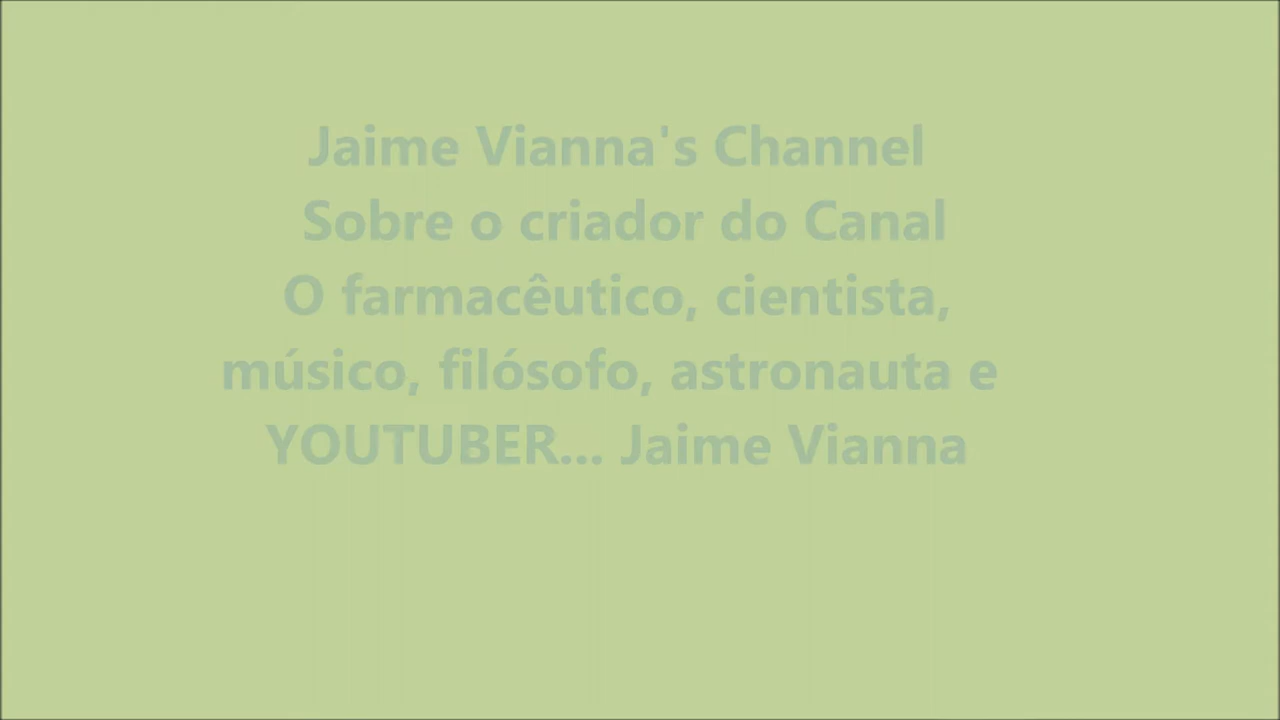 Jaime Vianna's Channel
Sobre o criador do Canal
O farmacêutico, cientista,
músico, filósofo, astronauta e
YOUTUBER... Jaime Vianna